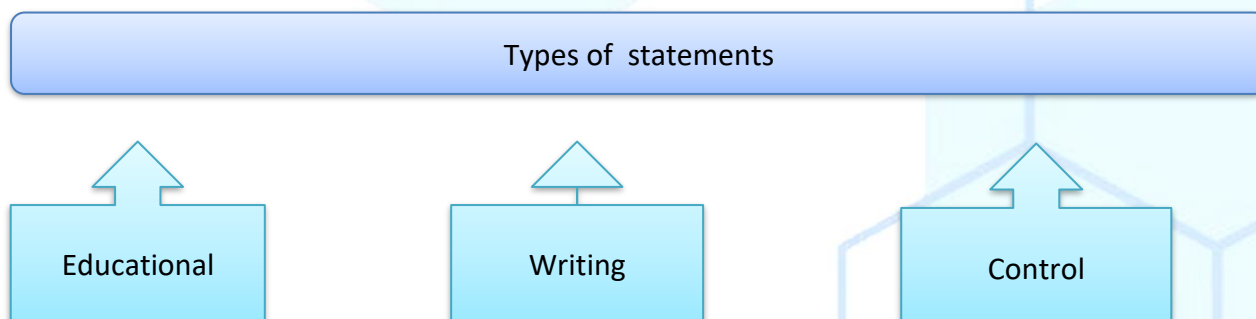 Types of  statements
Educational
Writing
Control